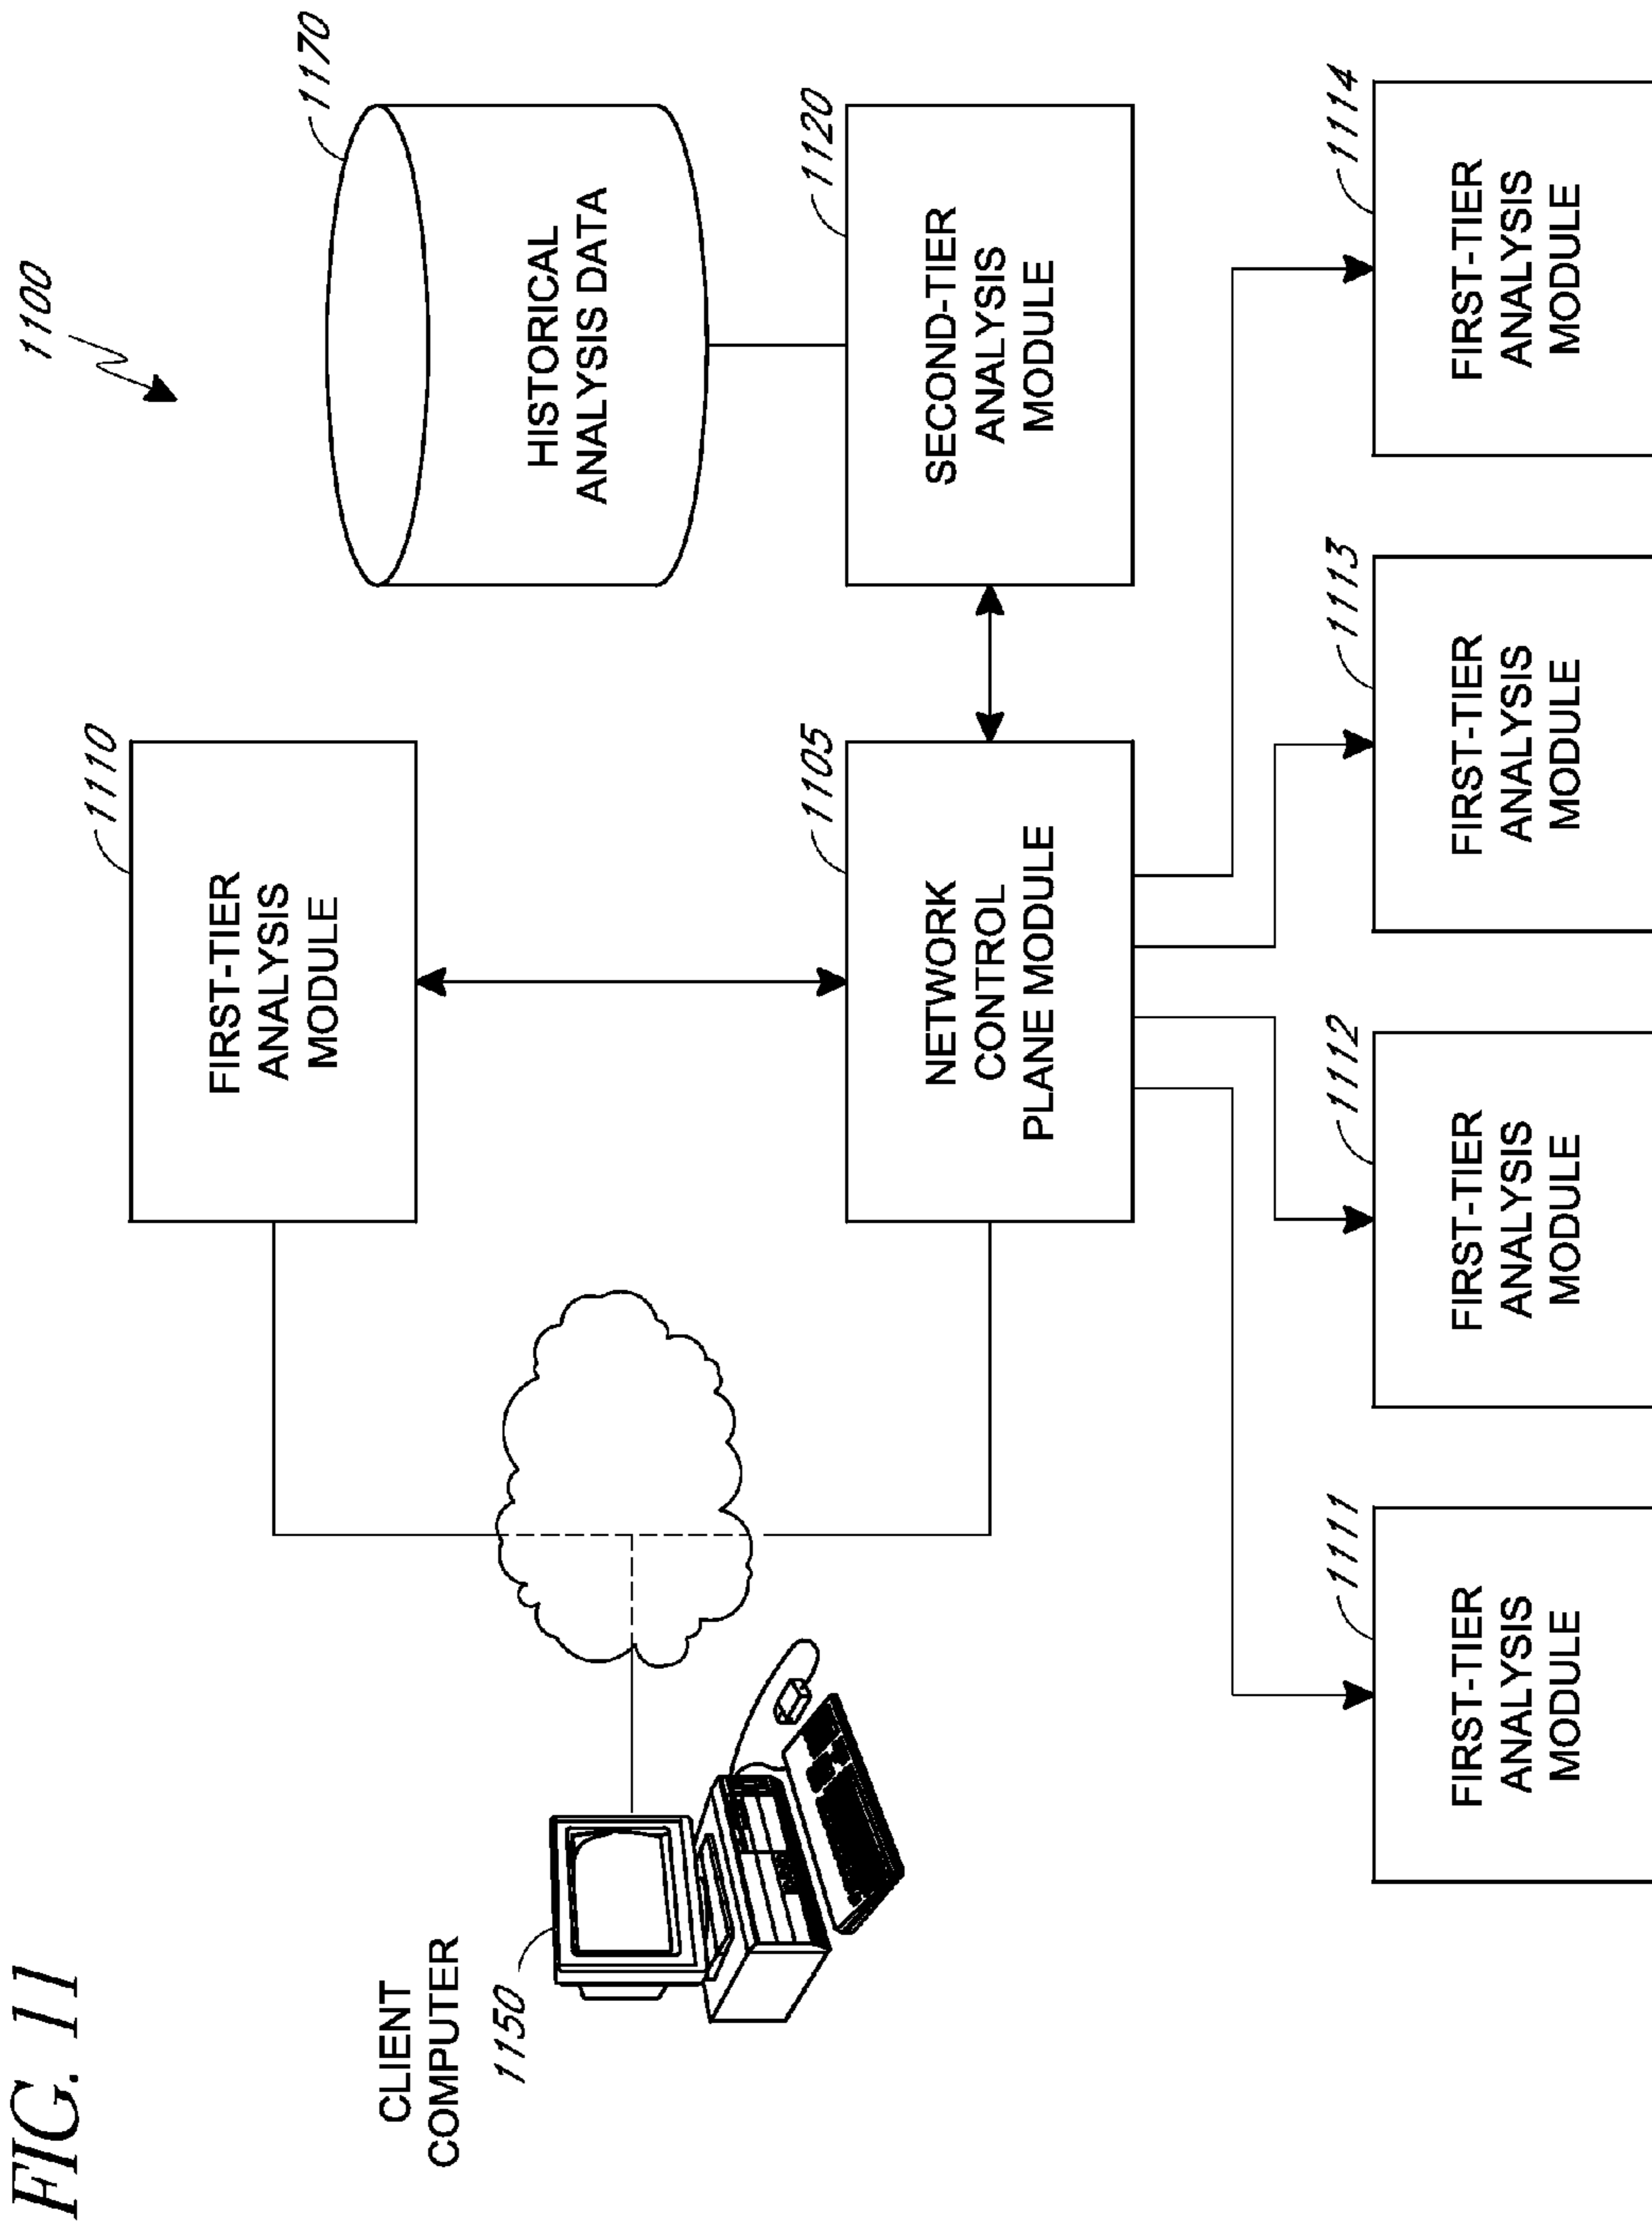 FIG. 11
1100
CLIENT
COMPUTER
1150
1110
FIRST-TIER
ANALYSIS
MODULE
1170
HISTORICAL
ANALYSIS DATA
1105
NETWORK
CONTROL
PLANE MODULE
1120
SECOND-TIER
ANALYSIS
MODULE
1111
FIRST-TIER
ANALYSIS
MODULE
1112
FIRST-TIER
ANALYSIS
MODULE
1113
FIRST-TIER
ANALYSIS
MODULE
1114
FIRST-TIER
ANALYSIS
MODULE